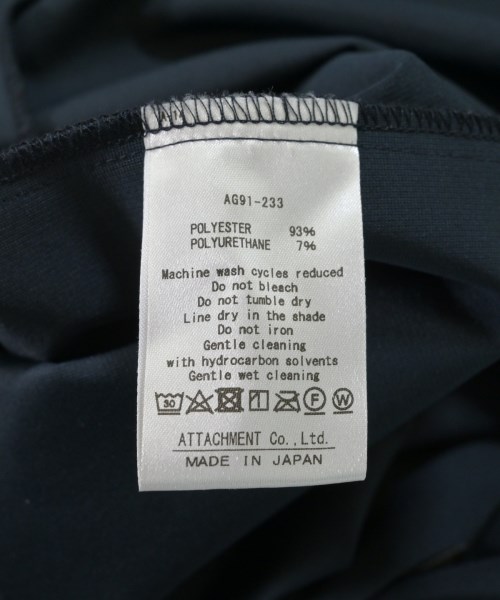 AG91-233
POLYESTER 93%
POLYURETHANE 7%
Machine wash cycles reduced
Do not bleach
Do not tumble dry
Line dry in the shade
Do not iron
Gentle cleaning
with hydrocarbon solvents
Gentle wet cleaning
30 F W
ATTACHMENT Co.,Ltd.
MADE IN JAPAN